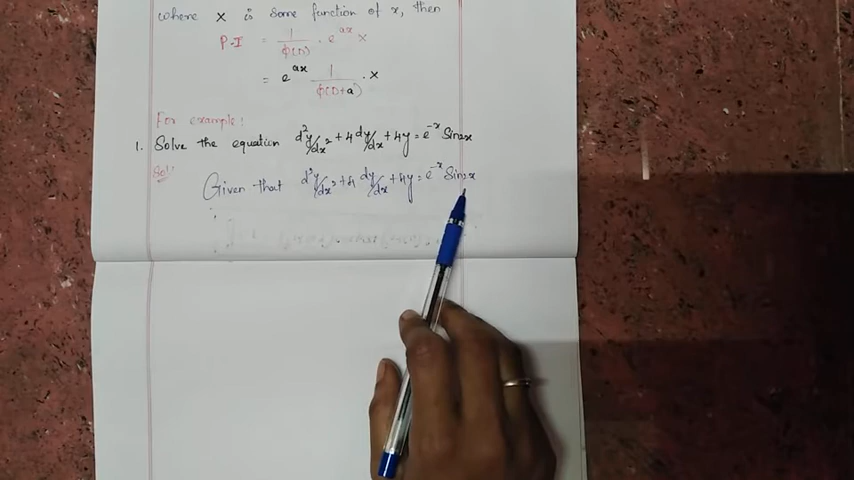 where X is some function of x, then
P.I = 1/φ(D) . e^ax X
= e^ax 1/φ(D+a) . X
For example:
1. Solve the equation d²y/dx² + 4 dy/dx + 4y = e^-x Sin2x
Sol:
Given that d²y/dx² + 4 dy/dx + 4y = e^-x Sin2x